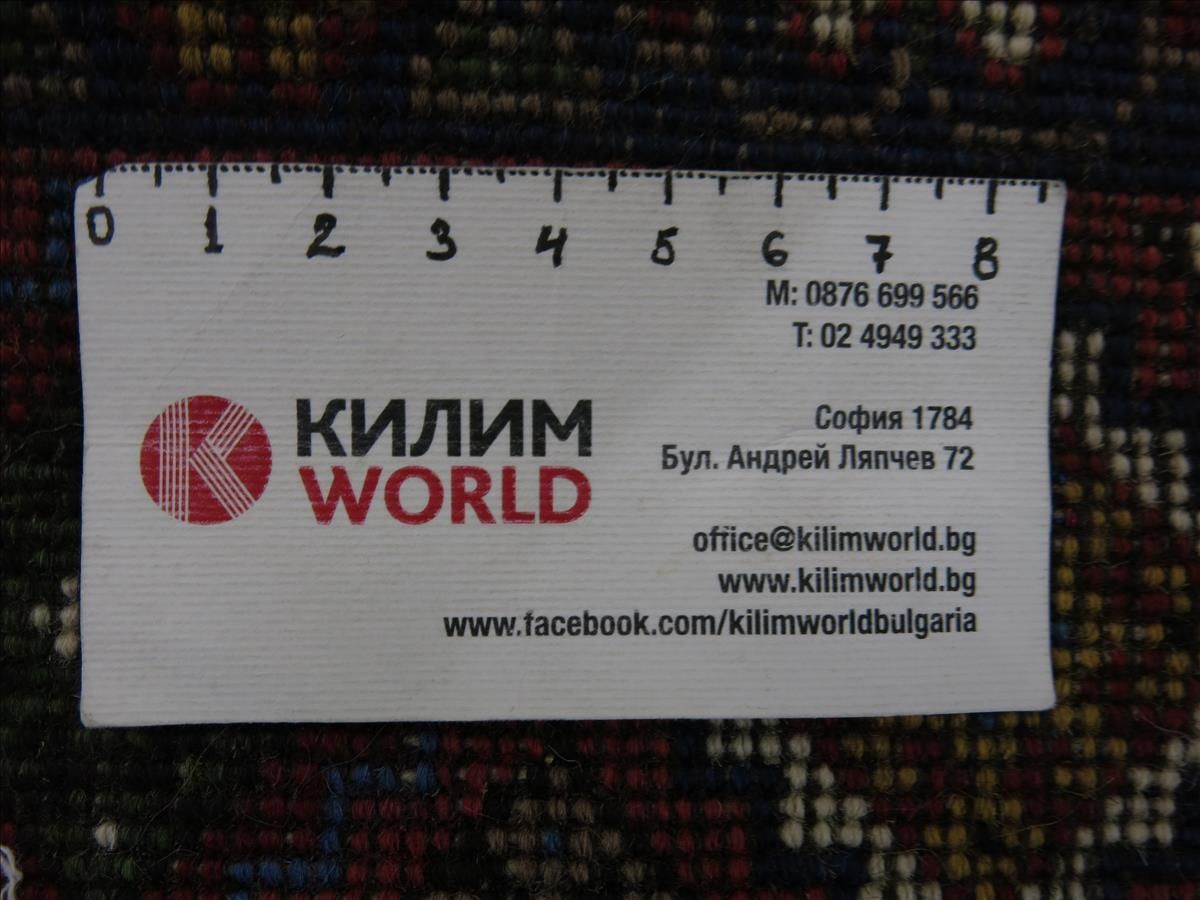 0 1 2 3 4 5 6 7 8
М: 0876 699 566
Т: 02 4949 333
КИЛИМ
WORLD
София 1784
Бул. Андрей Ляпчев 72
office@kilimworld.bg
www.kilimworld.bg
www.facebook.com/kilimworldbulgaria